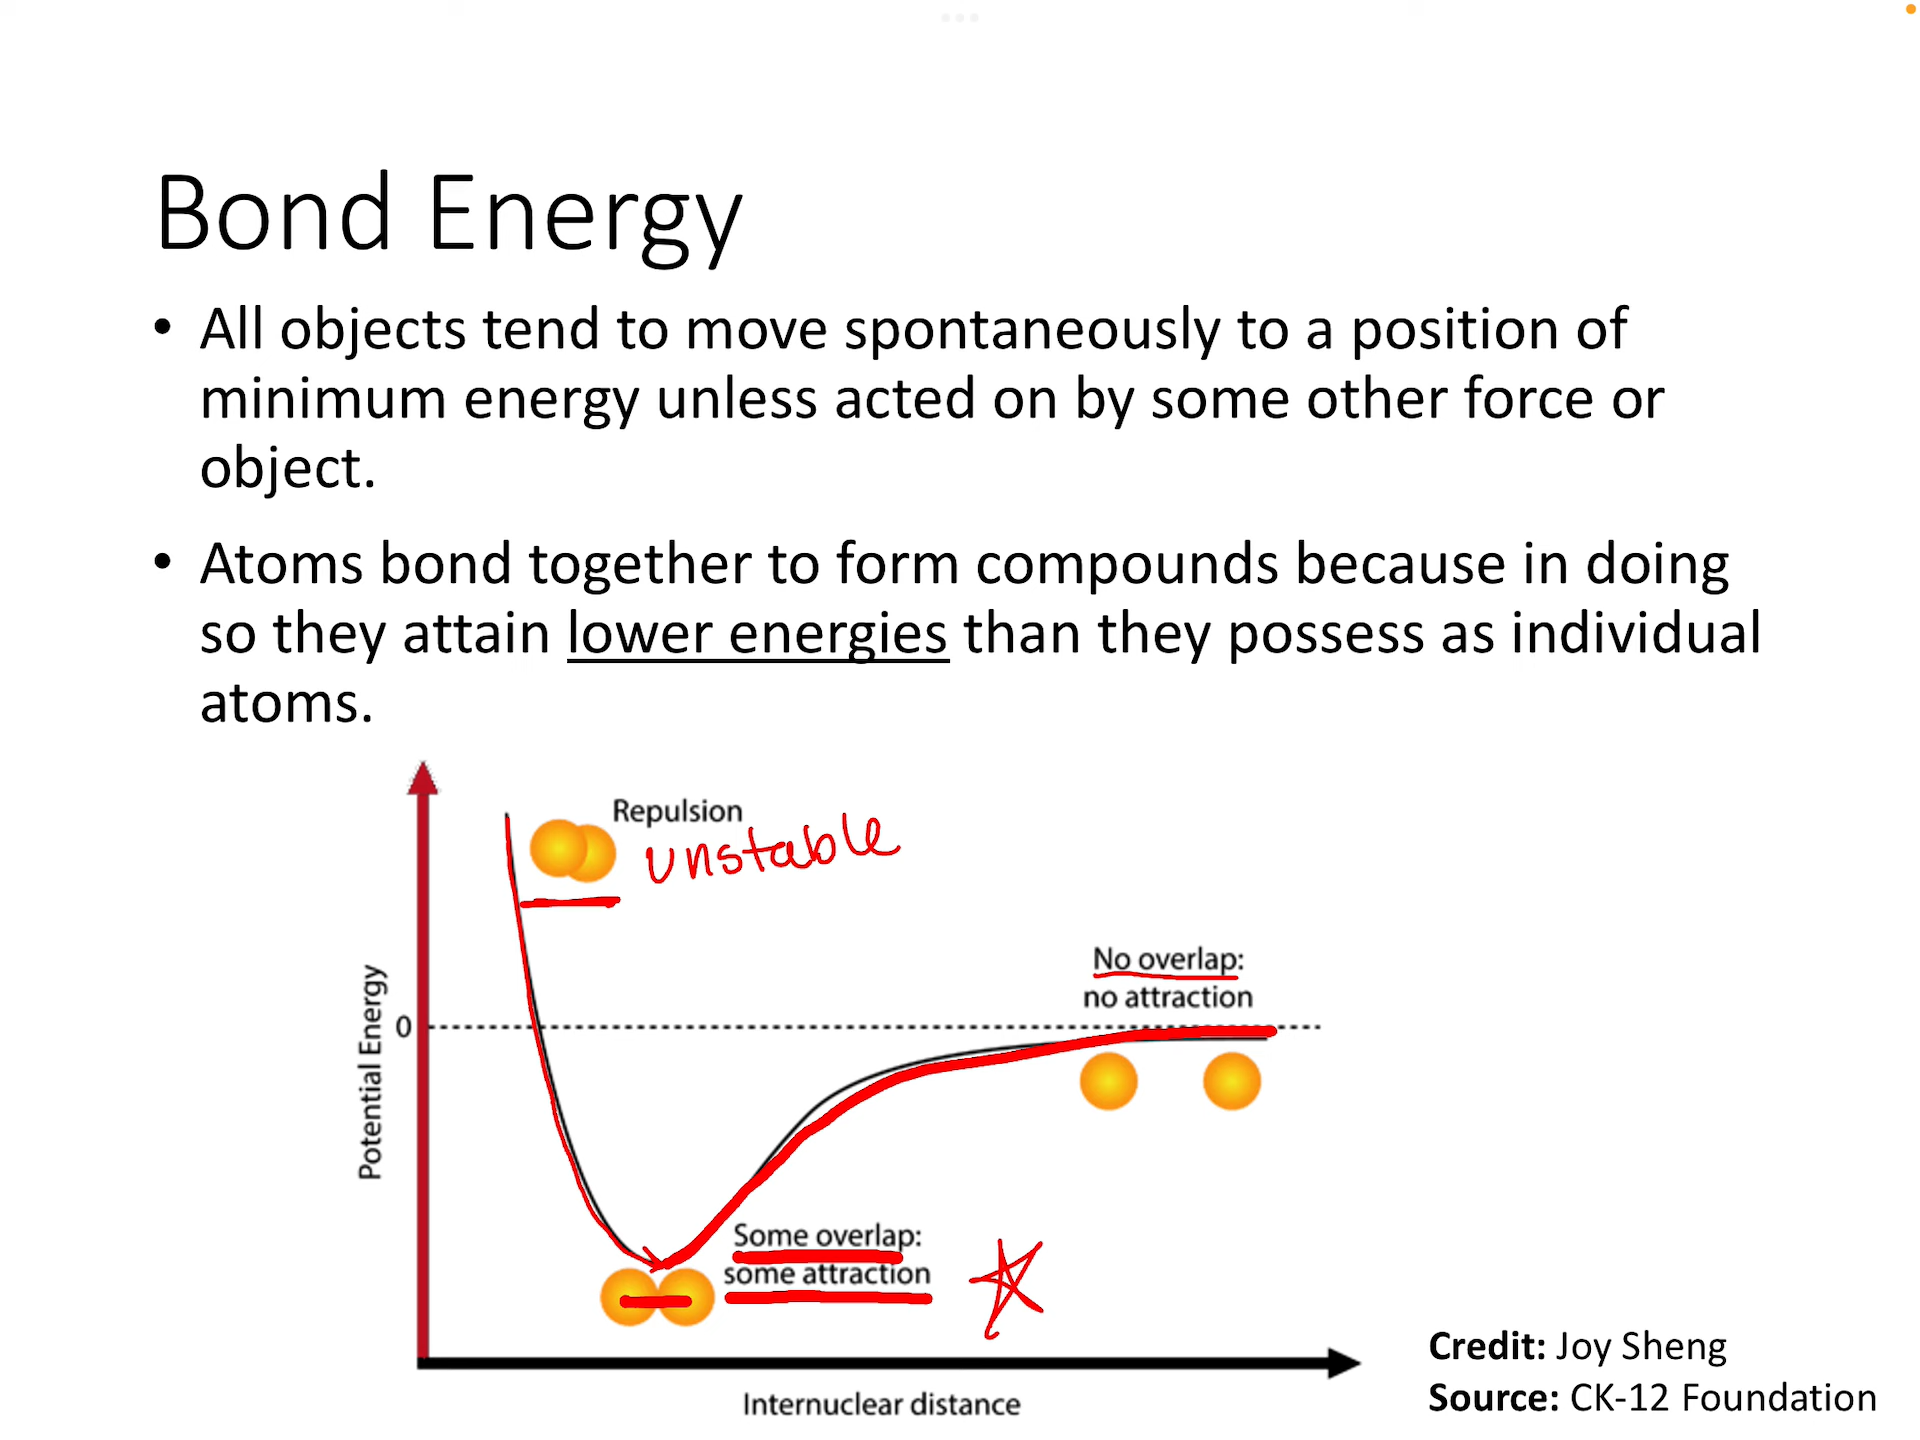 Bond Energy
• All objects tend to move spontaneously to a position of
minimum energy unless acted on by some other force or
object.
• Atoms bond together to form compounds because in doing
so they attain lower energies than they possess as individual
atoms.
Repulsion
unstable
No overlap:
no attraction
Potential Energy
0
Some overlap:
some attraction
Internuclear distance
Credit: Joy Sheng
Source: CK-12 Foundation